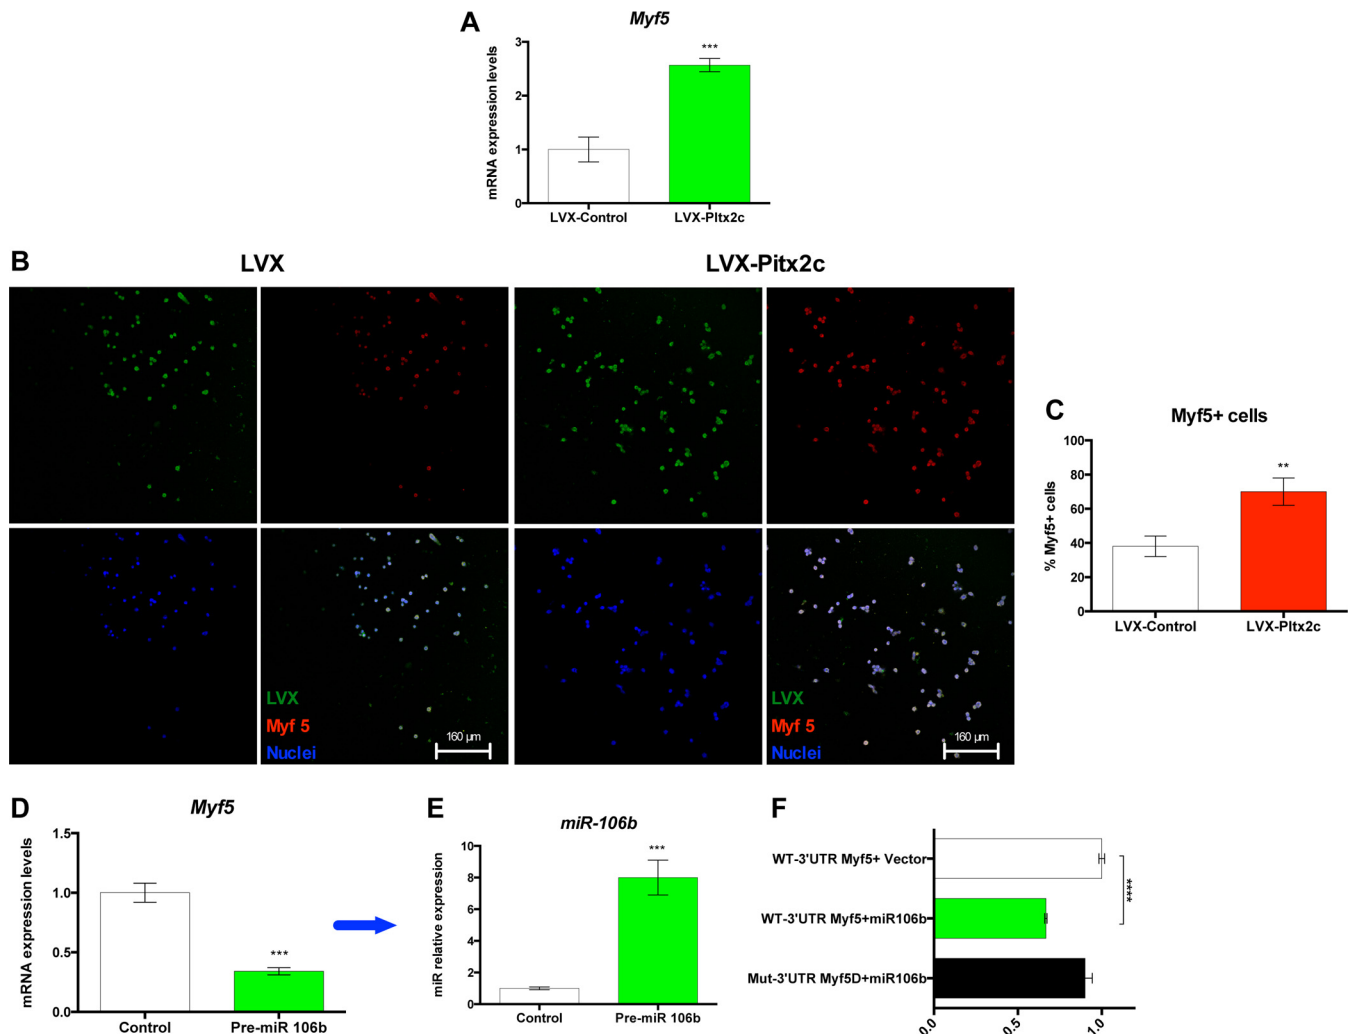 A
Myf5
mRNA expression levels
3
2
1
0
***
LVX-Control
LVX-PItx2c
B
LVX
LVX-Pitx2c
LVX
Myf 5
Nuclei
160 µm
LVX
Myf 5
Nuclei
160 µm
C
Myf5+ cells
% Myf5+ cells
100
80
60
40
20
0
**
LVX-Control
LVX-PItx2c
D
Myf5
mRNA expression levels
1.5
1.0
0.5
0.0
***
Control
Pre-miR 106b
E
miR-106b
miR relative expression
10
8
6
4
2
0
***
Control
Pre-miR 106b
F
WT-3'UTR Myf5+ Vector
WT-3'UTR Myf5+miR106b
Mut-3'UTR Myf5D+miR106b
****
0.0
0.5
1.0